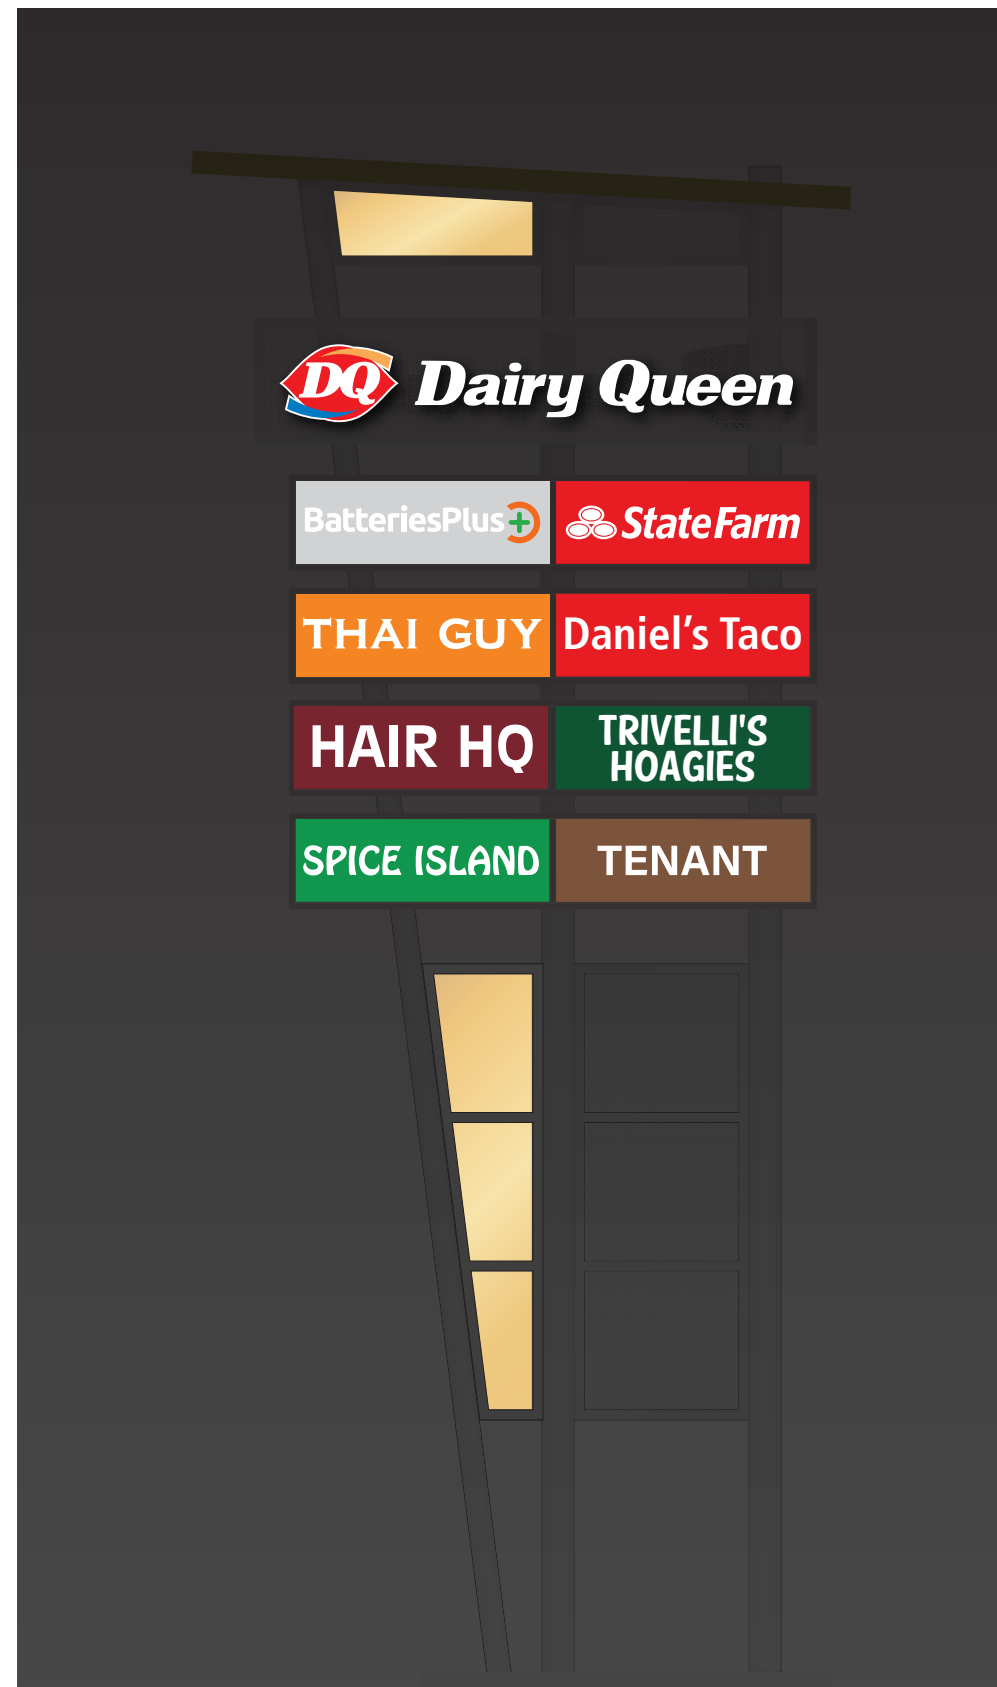 DQ Dairy Queen
BatteriesPlus+
StateFarm
THAI GUY
Daniel's Taco
HAIR HQ
TRIVELLI'S
HOAGIES
SPICE ISLAND
TENANT